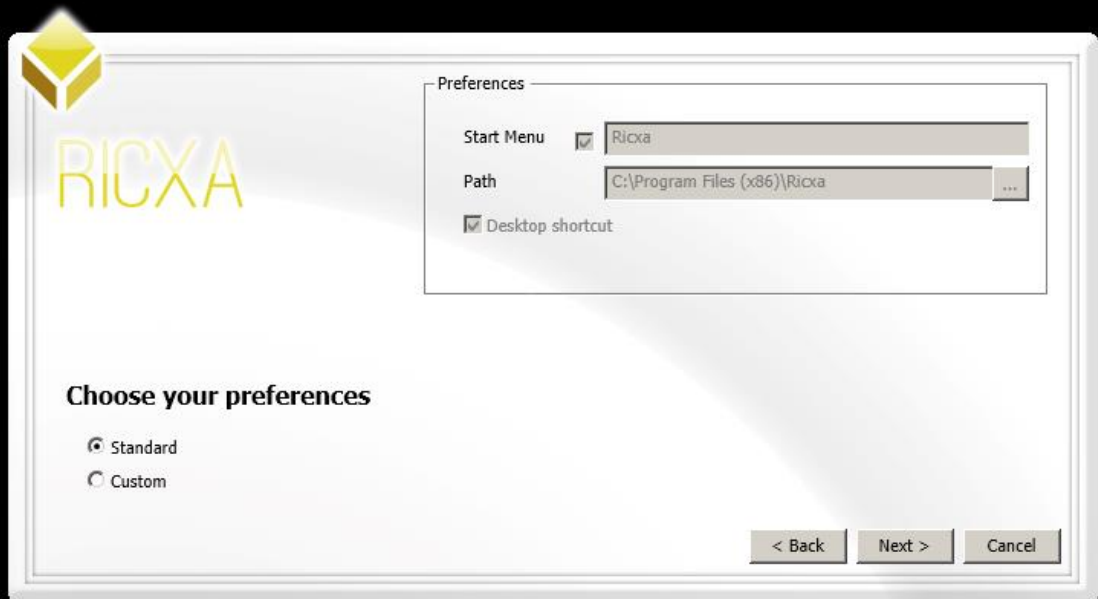 RICXA
Preferences
Start Menu
Ricxa
Path
C:\Program Files (x86)\Ricxa
...
Desktop shortcut
Choose your preferences
Standard
Custom
< Back
Next >
Cancel